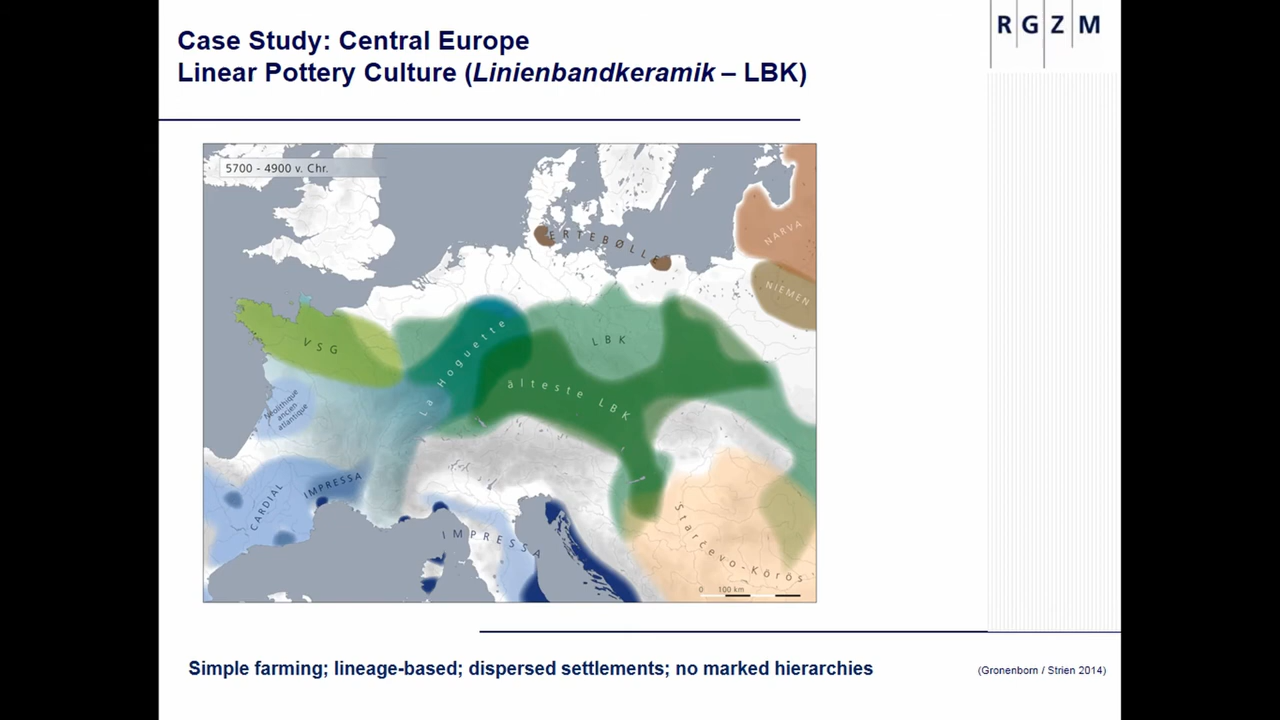 Case Study: Central Europe
Linear Pottery Culture (Linienbandkeramik – LBK)
R G Z M
5700 - 4900 v. Chr.
ERTEBØLLE
NARVA
NIEMEN
VSG
La Hoguette
LBK
älteste LBK
Néolithique
ancien
atlantique
CARDIAL
IMPRESSA
IMPRESSA
Starčevo-Körös
0 100 km
Simple farming; lineage-based; dispersed settlements; no marked hierarchies
(Gronenborn / Strien 2014)